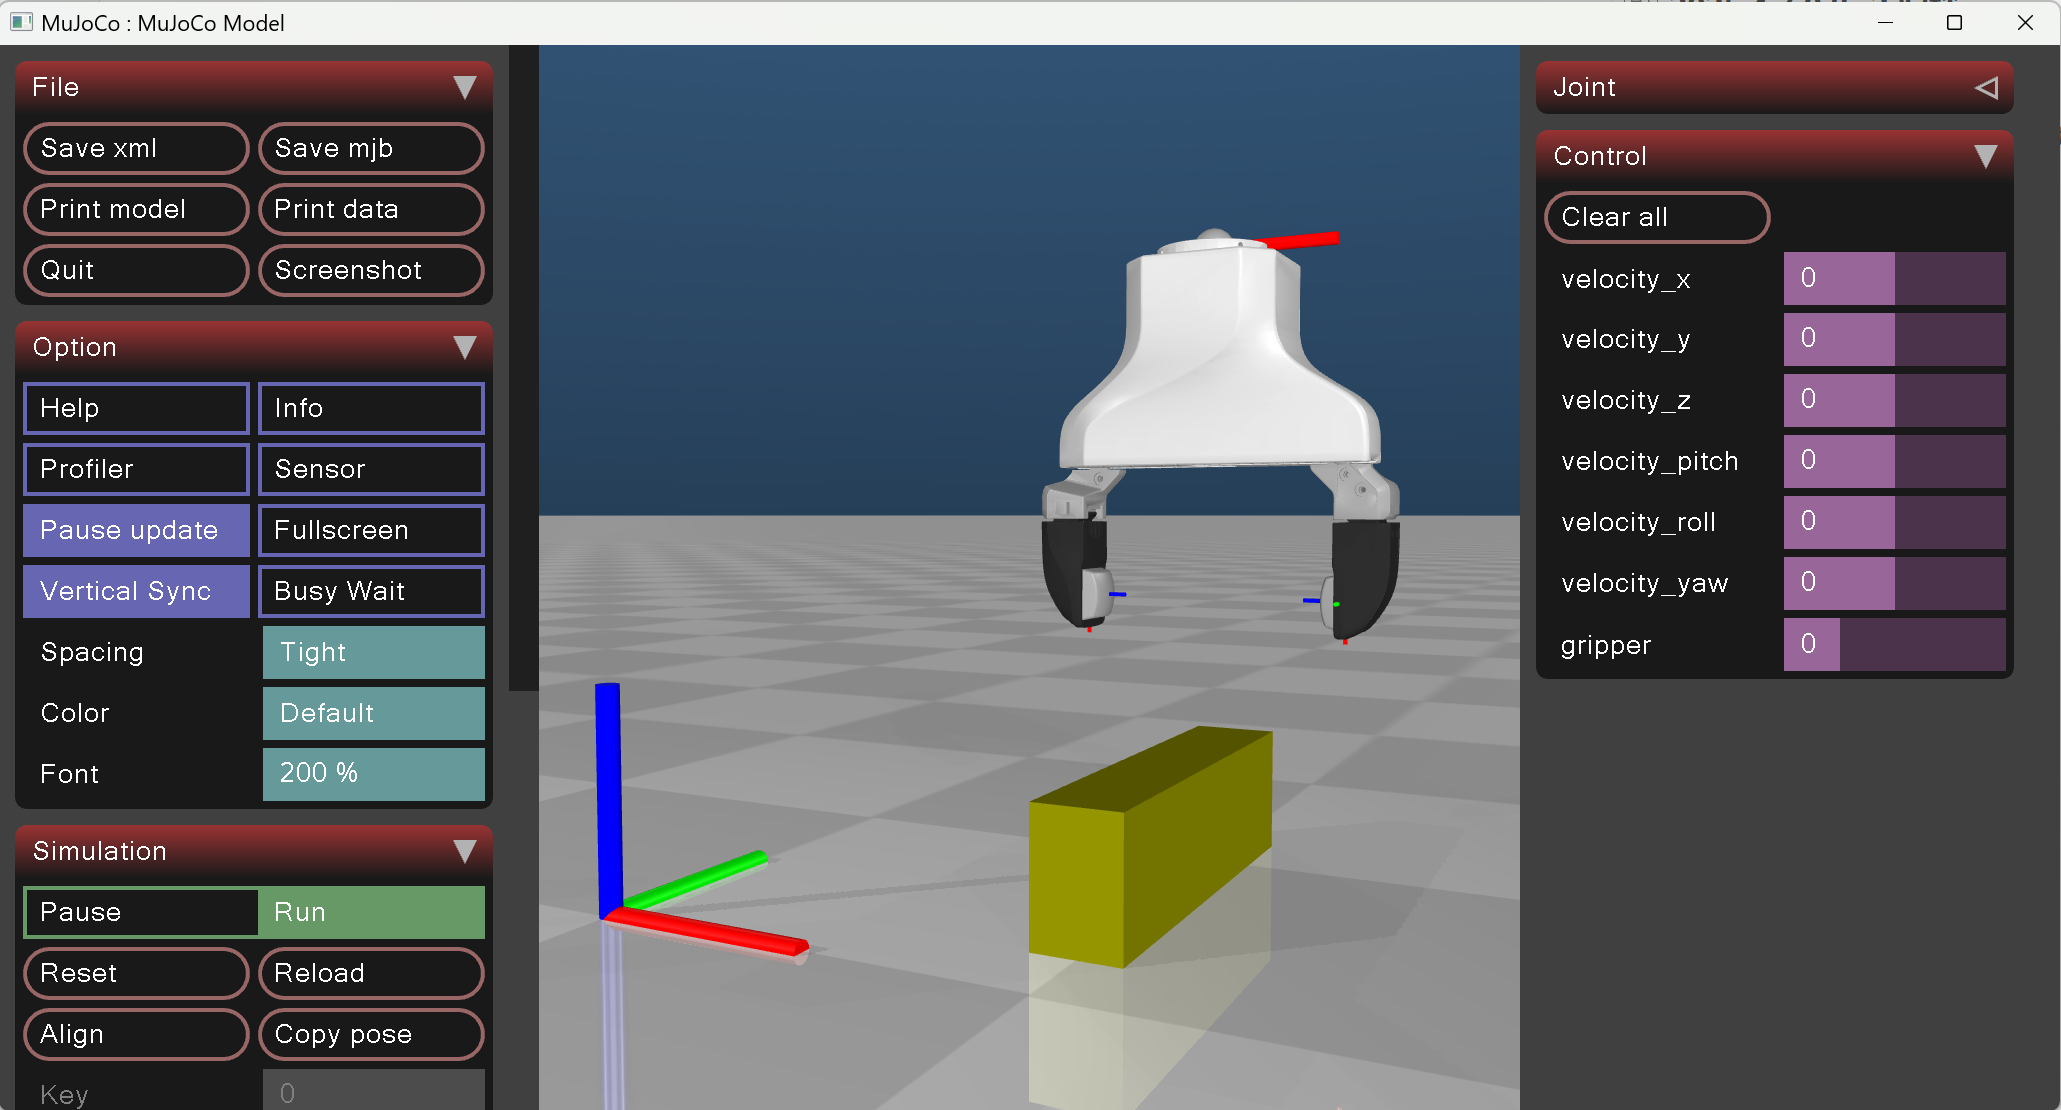 MuJoCo : MuJoCo Model
File
Save xml
Save mjb
Print model
Print data
Quit
Screenshot
Option
Help
Info
Profiler
Sensor
Pause update
Fullscreen
Vertical Sync
Busy Wait
Spacing
Tight
Color
Default
Font
200 %
Simulation
Pause
Run
Reset
Reload
Align
Copy pose
Key
0
Joint
Control
Clear all
velocity_x
0
velocity_y
0
velocity_z
0
velocity_pitch
0
velocity_roll
0
velocity_yaw
0
gripper
0